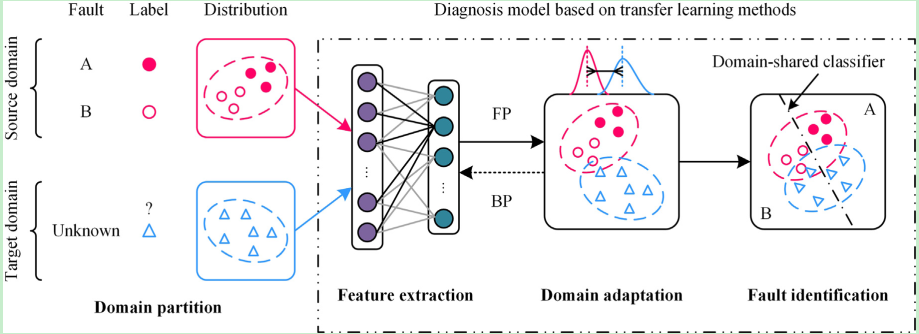 Fault Label Distribution
Diagnosis model based on transfer learning methods
Source domain
A
B
Target domain
?
Unknown
Domain partition
...
...
FP
BP
Domain-shared classifier
A
B
Feature extraction
Domain adaptation
Fault identification